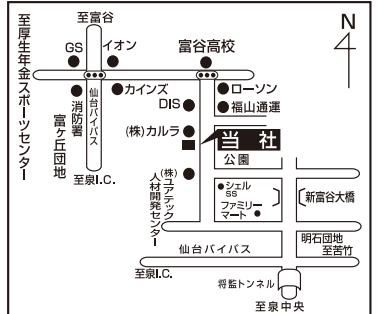 至富谷
N
至厚生年金スポーツセンター
GS
イオン
富谷高校
消防署
富ヶ丘団地
仙台バイパス
カインズ
DIS
ローソン
福山通運
(株)カルラ
当社
公園
至泉I.C.
(株)ユアテック
人材開発センター
シェル
SS
ファミリー
マート
新富谷大橋
仙台バイパス
明石団地
至苦竹
至泉I.C.
将監トンネル
至泉中央